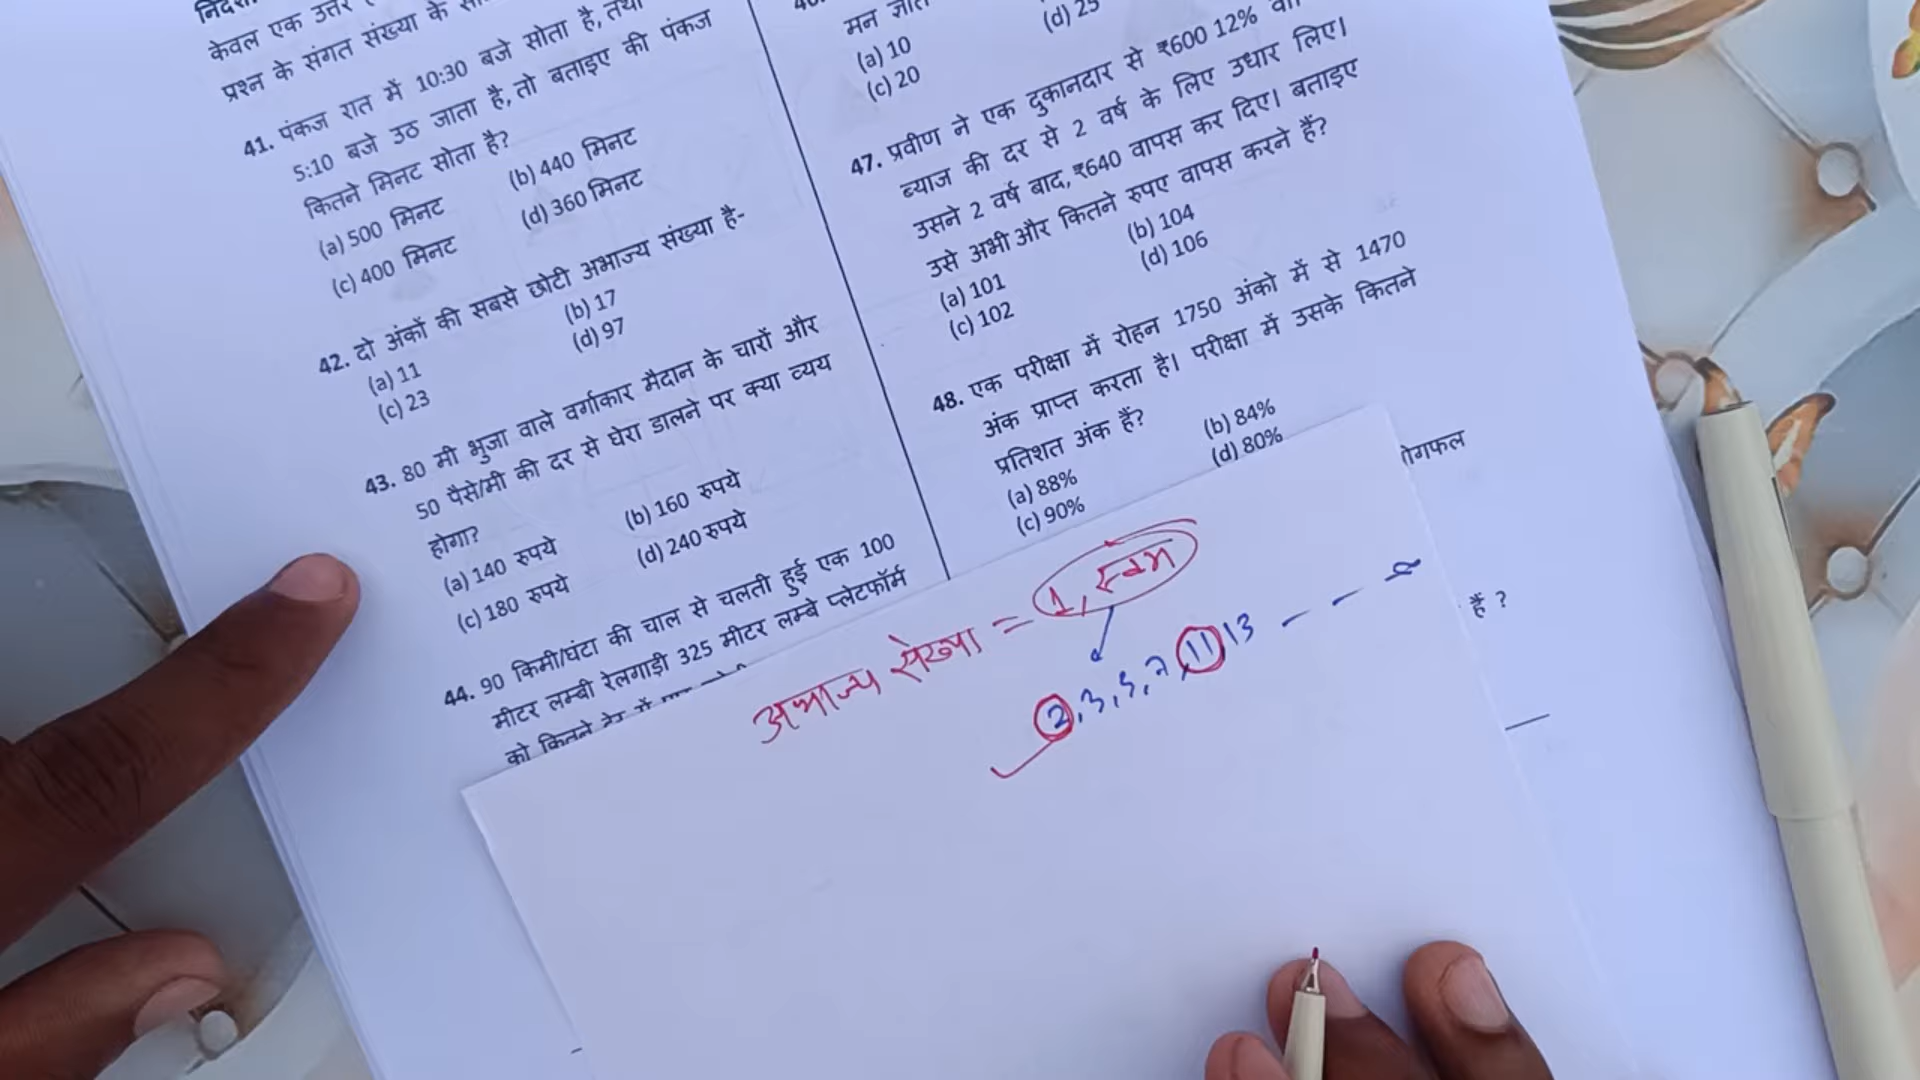 केवल एक उत्तर
प्रश्न के संगत संख्या के
41. पंकज रात में 10:30 बजे सोता है, तथा
5:10 बजे उठ जाता है, तो बताइए की पंकज
कितने मिनट सोता है?
(a) 500 मिनट (b) 440 मिनट
(c) 400 मिनट (d) 360 मिनट
42. दो अंकों की सबसे छोटी अभाज्य संख्या है-
(a) 11 (b) 17
(c) 23 (d) 97
43. 80 मी भुजा वाले वर्गाकार मैदान के चारों और
50 पैसे/मी की दर से घेरा डालने पर क्या व्यय
होगा?
(a) 140 रुपये (b) 160 रुपये
(c) 180 रुपये (d) 240 रुपये
44. 90 किमी/घंटा की चाल से चलती हुई एक 100
मीटर लम्बी रेलगाड़ी 325 मीटर लम्बे प्लेटफॉर्म
को कितने
मन ज्ञात
(a) 10
(c) 20 (d) 25
47. प्रवीण ने एक दुकानदार से ₹600 12%
ब्याज की दर से 2 वर्ष के लिए उधार लिए।
उसने 2 वर्ष बाद, ₹640 वापस कर दिए। बताइए
उसे अभी और कितने रुपए वापस करने हैं?
(a) 101 (b) 104
(c) 102 (d) 106
48. एक परीक्षा में रोहन 1750 अंको में से 1470
अंक प्राप्त करता है। परीक्षा में उसके कितने
प्रतिशत अंक हैं?
(a) 88% (b) 84%
(c) 90% (d) 80%
योगफल
हैं ?
अभाज्य संख्या = 1, स्वम
2, 3, 5, 7, 11, 13 - - -